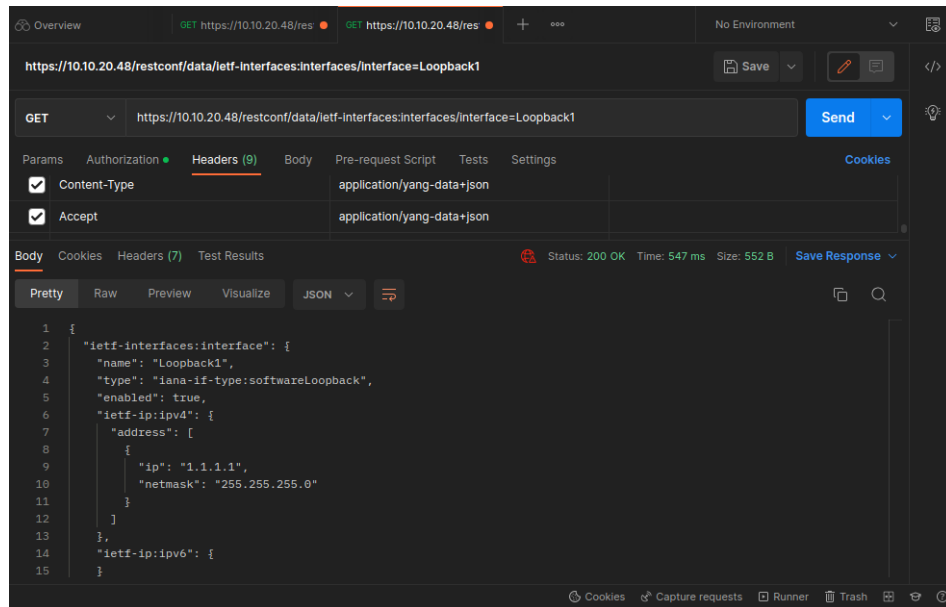 Overview GET https://10.10.20.48/res GET https://10.10.20.48/res No Environment
https://10.10.20.48/restconf/data/ietf-interfaces:interfaces/interface=Loopback1 Save
GET https://10.10.20.48/restconf/data/ietf-interfaces:interfaces/interface=Loopback1 Send
Params Authorization Headers (9) Body Pre-request Script Tests Settings Cookies
Content-Type application/yang-data+json
Accept application/yang-data+json
Body Cookies Headers (7) Test Results Status: 200 OK Time: 547 ms Size: 552 B Save Response
Pretty Raw Preview Visualize JSON
1 {
2 "ietf-interfaces:interface": {
3 "name": "Loopback1",
4 "type": "iana-if-type:softwareLoopback",
5 "enabled": true,
6 "ietf-ip:ipv4": {
7 "address": [
8 {
9 "ip": "1.1.1.1",
10 "netmask": "255.255.255.0"
11 }
12 ]
13 },
14 "ietf-ip:ipv6": {
15 }
Cookies Capture requests Runner Trash